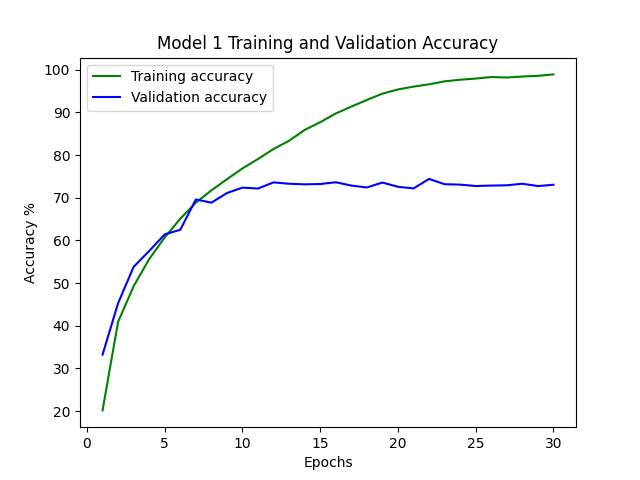 Model 1 Training and Validation Accuracy
Training accuracy
Validation accuracy
100
90
80
70
60
50
40
30
20
Accuracy %
0 5 10 15 20 25 30
Epochs